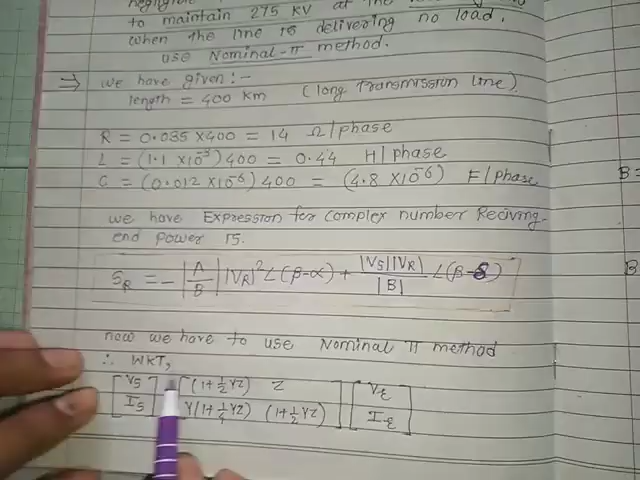 to maintain 275 KV at the
when the line is delivering no load.
use Nominal-π method.
⇒ we have given :-
length = 400 km (long transmission line)
R = 0.035 × 400 = 14 Ω/phase
L = (1.1 × 10⁻³) 400 = 0.44 H/phase
C = (0.012 × 10⁻⁶) 400 = (4.8 × 10⁻⁶) F/phase
we have Expression for complex number Reciving-
end power is.
S_R = - |A/B| |V_R|² ∠(β-α) + |V_S||V_R|/|B| ∠(β-δ)
now we have to use Nominal π method
∴ WKT,
[V_S] [(1+½YZ) Z] [V_R]
[I_S] [Y(1+¼YZ) (1+½YZ)] [I_R]
B =
B